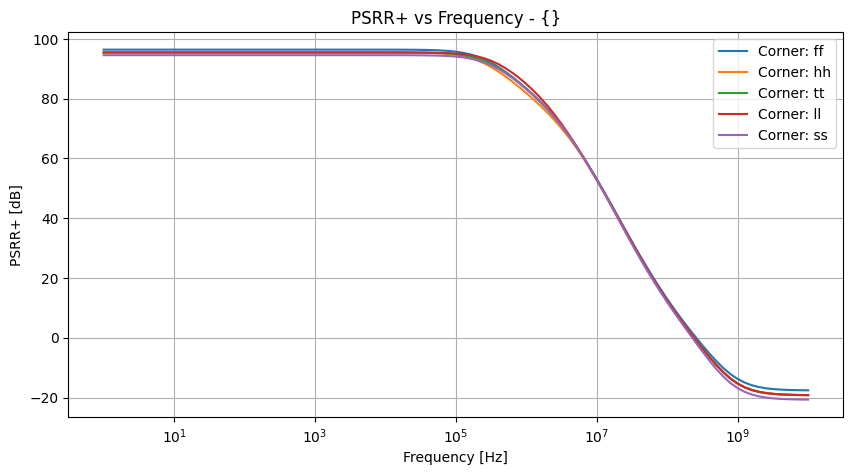 PSRR+ vs Frequency - {}
100
80
60
40
20
0
−20
PSRR+ [dB]
Corner: ff
Corner: hh
Corner: tt
Corner: ll
Corner: ss
10¹
10³
10⁵
10⁷
10⁹
Frequency [Hz]